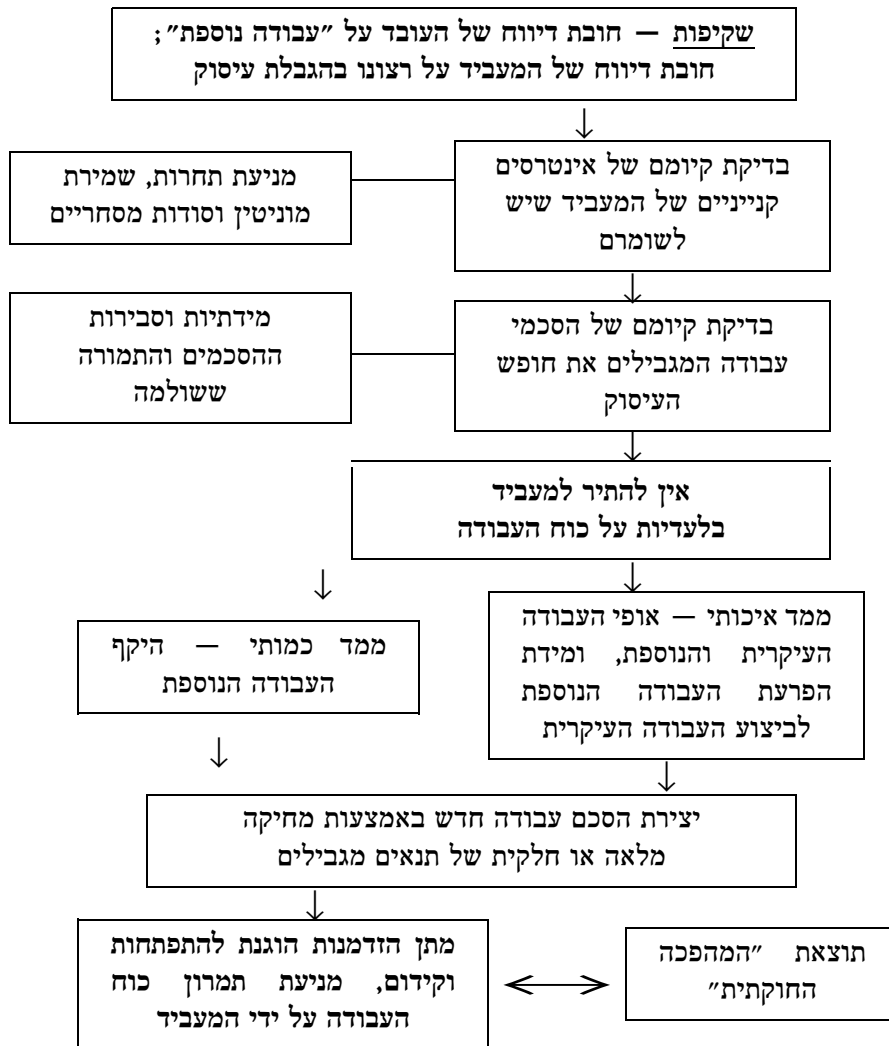 שקיפות — חובת דיווח של העובד על ״עבודה נוספת״;
חובת דיווח של המעביד על רצונו בהגבלת עיסוק
בדיקת קיומם של אינטרסים
קנייניים של המעביד שיש
לשומרם
מניעת תחרות, שמירת
מוניטין וסודות מסחריים
בדיקת קיומם של הסכמי
עבודה המגבילים את חופש
העיסוק
מידתיות וסבירות
ההסכמים והתמורה
ששולמה
אין להתיר למעביד
בלעדיות על כוח העבודה
ממד איכותי — אופי העבודה
העיקרית והנוספת, ומידת
הפרעת העבודה הנוספת
לביצוע העבודה העיקרית
ממד כמותי — היקף
העבודה הנוספת
יצירת הסכם עבודה חדש באמצעות מחיקה
מלאה או חלקית של תנאים מגבילים
מתן הזדמנות הוגנת להתפתחות
וקידום, מניעת תמרון כוח
העבודה על ידי המעביד
תוצאת ״המהפכה
החוקתית״